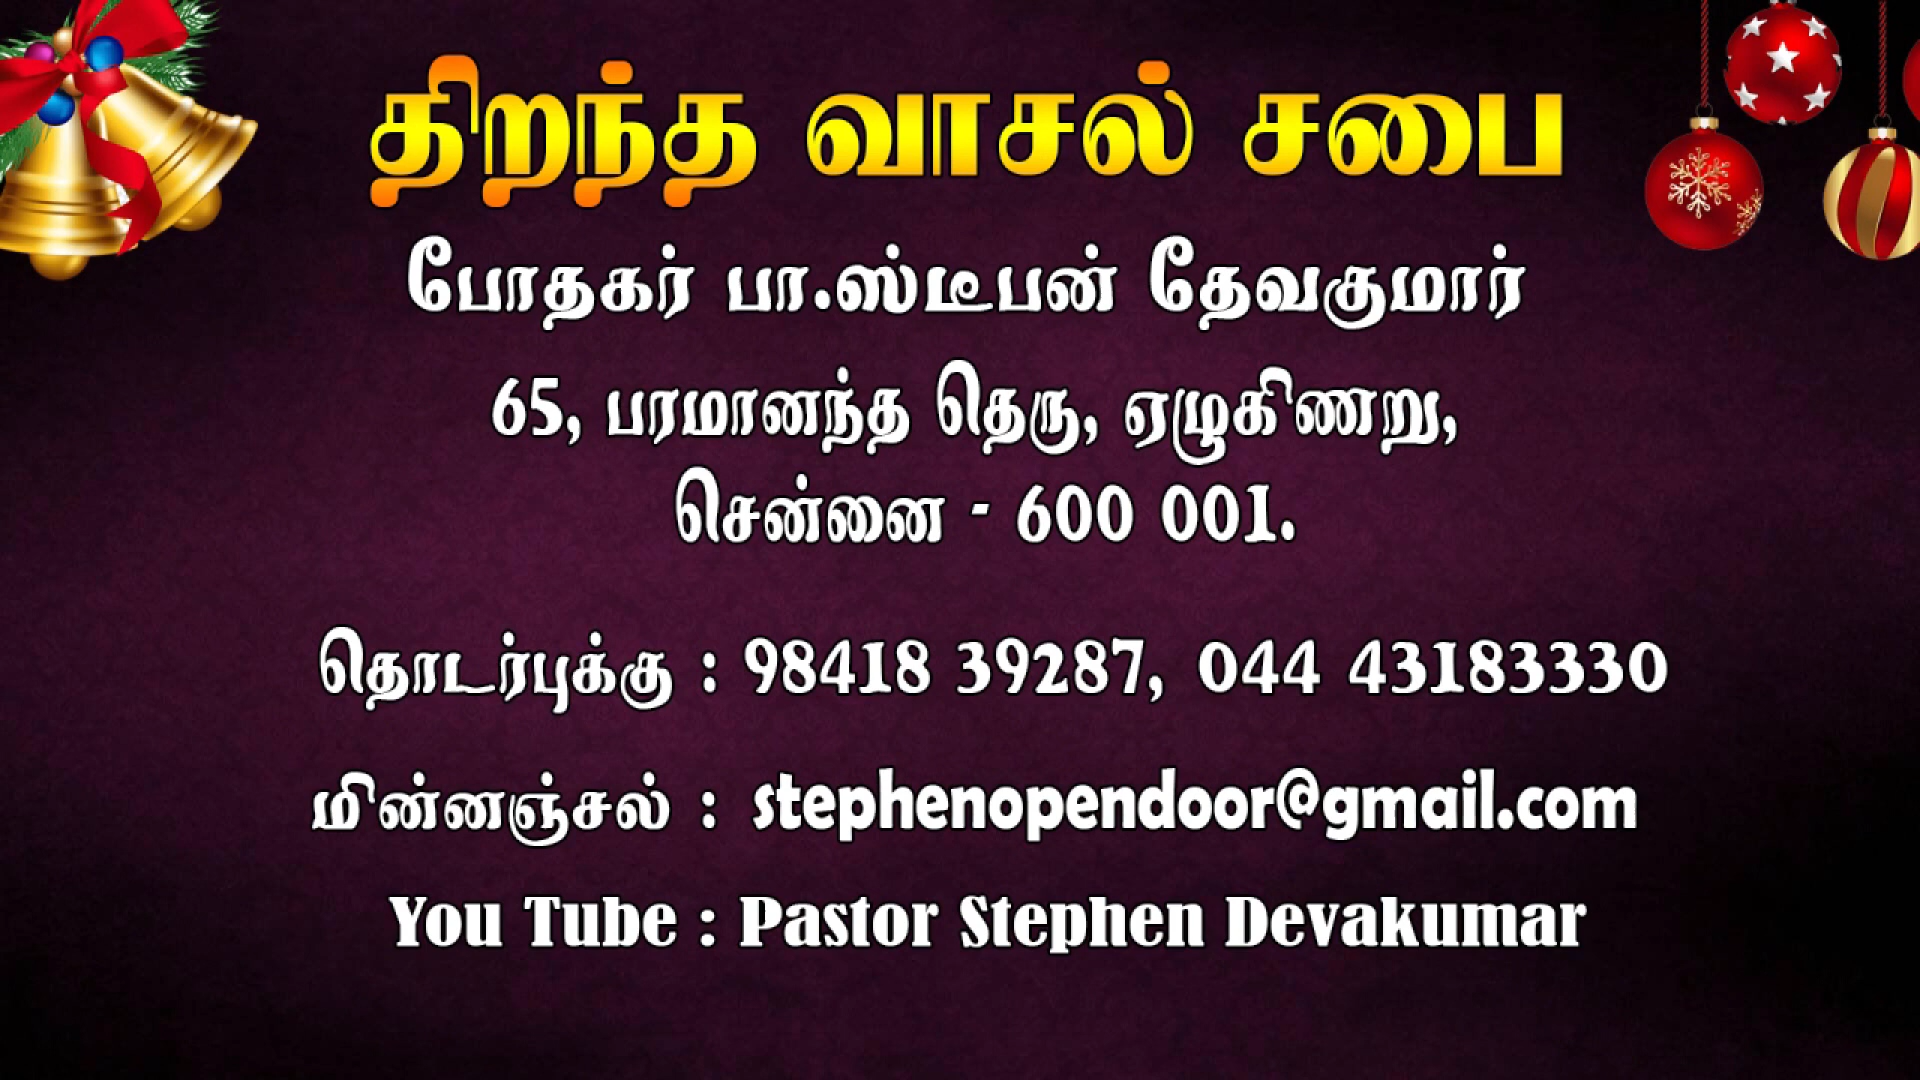 திறந்த வாசல் சபை
போதகர் பா.ஸ்டீபன் தேவகுமார்
65, பரமானந்த தெரு, ஏழுகிணறு,
சென்னை - 600 001.
தொடர்புக்கு : 98418 39287, 044 43183330
மின்னஞ்சல் : stephenopendoor@gmail.com
You Tube : Pastor Stephen Devakumar